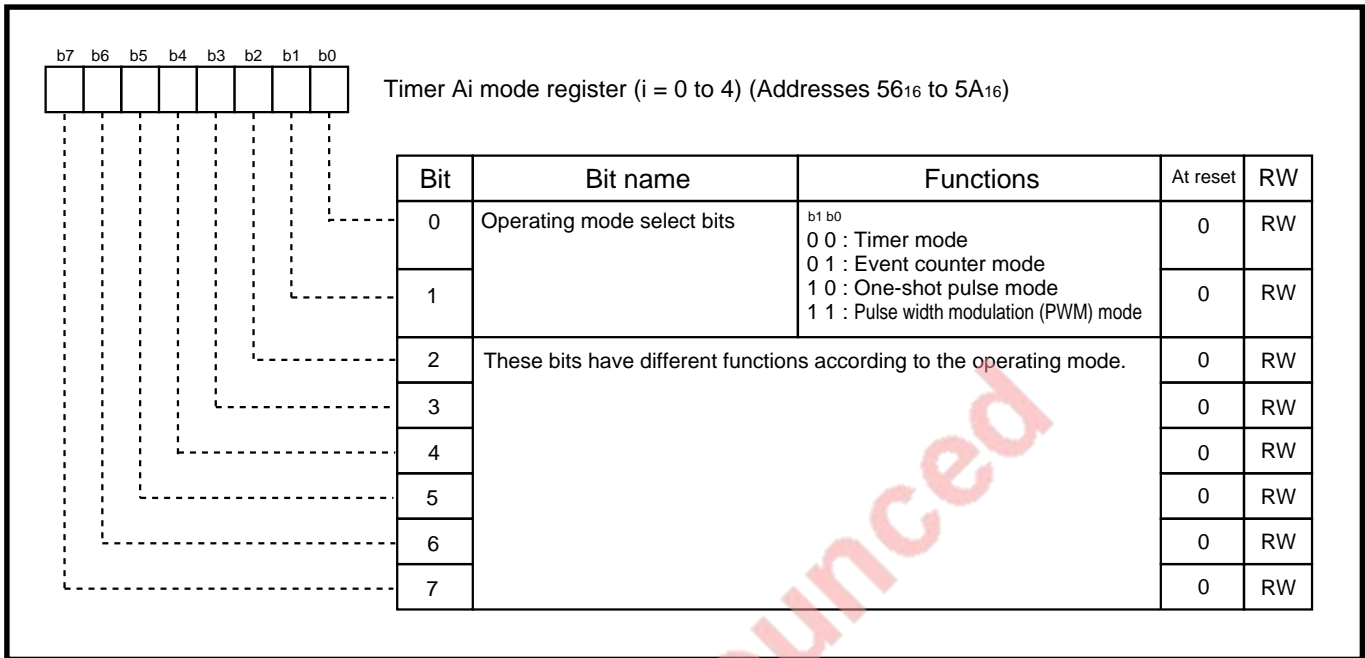 b7 b6 b5 b4 b3 b2 b1 b0
Timer Ai mode register (i = 0 to 4) (Addresses 5616 to 5A16)
Bit Bit name Functions At reset RW
0 Operating mode select bits b1 b0 0 RW
0 0 : Timer mode
0 1 : Event counter mode
1 1 0 : One-shot pulse mode 0 RW
1 1 : Pulse width modulation (PWM) mode
2 These bits have different functions according to the operating mode. 0 RW
3 0 RW
4 0 RW
5 0 RW
6 0 RW
7 0 RW
unced